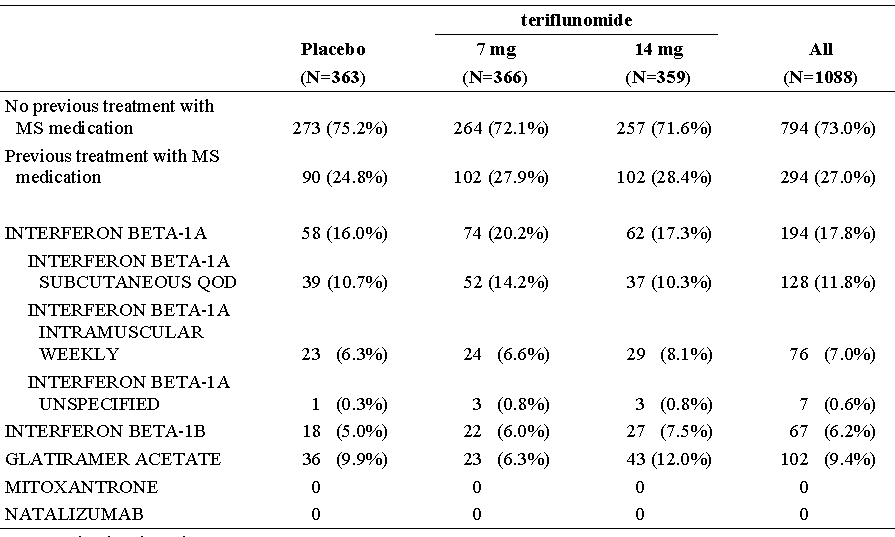 teriflunomide
Placebo 7 mg 14 mg All
(N=363) (N=366) (N=359) (N=1088)
No previous treatment with
MS medication 273 (75.2%) 264 (72.1%) 257 (71.6%) 794 (73.0%)
Previous treatment with MS
medication 90 (24.8%) 102 (27.9%) 102 (28.4%) 294 (27.0%)
INTERFERON BETA-1A 58 (16.0%) 74 (20.2%) 62 (17.3%) 194 (17.8%)
INTERFERON BETA-1A
SUBCUTANEOUS QOD 39 (10.7%) 52 (14.2%) 37 (10.3%) 128 (11.8%)
INTERFERON BETA-1A
INTRAMUSCULAR
WEEKLY 23 (6.3%) 24 (6.6%) 29 (8.1%) 76 (7.0%)
INTERFERON BETA-1A
UNSPECIFIED 1 (0.3%) 3 (0.8%) 3 (0.8%) 7 (0.6%)
INTERFERON BETA-1B 18 (5.0%) 22 (6.0%) 27 (7.5%) 67 (6.2%)
GLATIRAMER ACETATE 36 (9.9%) 23 (6.3%) 43 (12.0%) 102 (9.4%)
MITOXANTRONE 0 0 0 0
NATALIZUMAB 0 0 0 0